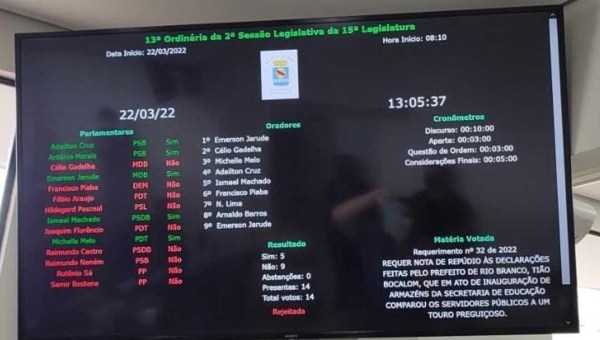 13ª Ordinária da 2ª Sessão Legislativa da 15ª Legislatura
Data Início: 22/03/2022
Hora Início: 08:10
22/03/22
13:05:37
Parlamentares
Adailton Cruz PSB Sim
Antônio Morais PSB Sim
Célio Gadelha MDB Não
Emerson Jarude MDB Sim
Francisco Piaba DEM Não
Fábio Araujo PDT Não
Hildegard Pascoal PSL Não
Ismael Machado PSDB Sim
Joaquim Florêncio PDT Não
Michelle Melo PDT Sim
Raimundo Castro PSDB Não
Raimundo Neném PSB Não
Rutênio Sá PP Não
Samir Bestene PP Não
Oradores
1º Emerson Jarude
2º Célio Gadelha
3º Michelle Melo
4º Adailton Cruz
5º Ismael Machado
6º Francisco Piaba
7º N. Lima
8º Arnaldo Barros
9º Emerson Jarude
Resultado
Sim: 5
Não: 9
Abstenções: 0
Presentes: 14
Total votos: 14
Rejeitada
Cronômetros
Discurso: 00:10:00
Aparte: 00:03:00
Questão de Ordem: 00:03:00
Considerações Finais: 00:05:00
Matéria Votada
Requerimento nº 32 de 2022
REQUER NOTA DE REPÚDIO ÀS DECLARAÇÕES
FEITAS PELO PREFEITO DE RIO BRANCO, TIÃO
BOCALOM, QUE EM ATO DE INAUGURAÇÃO DE
ARMAZÉNS DA SECRETARIA DE EDUCAÇÃO
COMPAROU OS SERVIDORES PÚBLICOS A UM
TOURO PREGUIÇOSO.
SONY